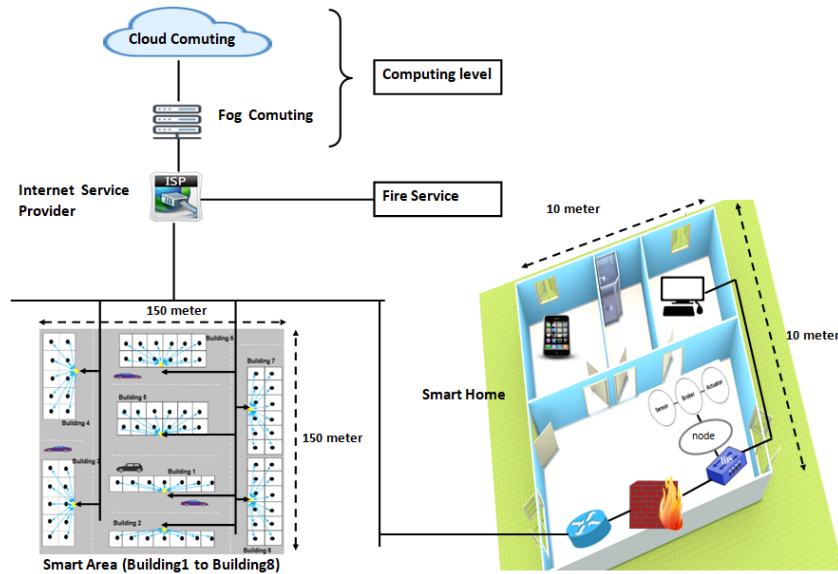 Cloud Comuting
Computing level
Fog Comuting
ISP
Internet Service
Provider
Fire Service
10 meter
150 meter
Building 6
Building 7
10 meter
Smart Home
Sensor
Broker
Actuator
Building 4
Building 5
150 meter
node
Building 3
Building 1
Building 2
Building 8
Smart Area (Building1 to Building8)